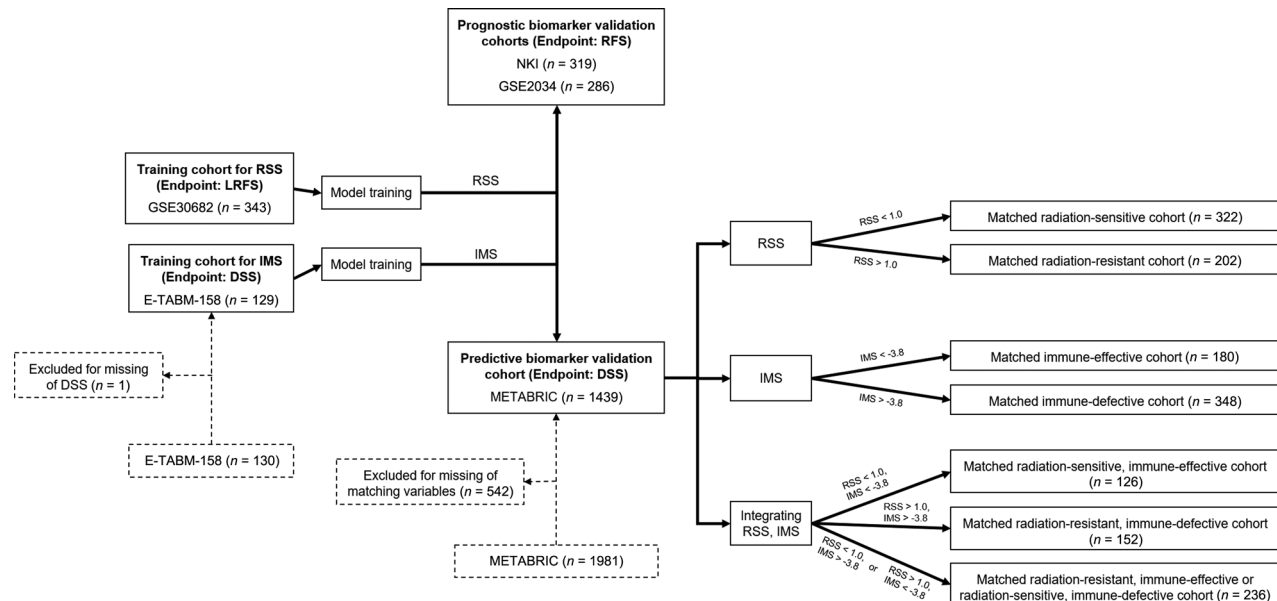 Prognostic biomarker validation
cohorts (Endpoint: RFS)
NKI (n = 319)
GSE2034 (n = 286)
Training cohort for RSS
(Endpoint: LRFS)
GSE30682 (n = 343)
Model training
RSS
Training cohort for IMS
(Endpoint: DSS)
E-TABM-158 (n = 129)
Model training
IMS
Excluded for missing
of DSS (n = 1)
E-TABM-158 (n = 130)
Predictive biomarker validation
cohort (Endpoint: DSS)
METABRIC (n = 1439)
Excluded for missing of
matching variables (n = 542)
METABRIC (n = 1981)
RSS
RSS < 1.0
Matched radiation-sensitive cohort (n = 322)
RSS > 1.0
Matched radiation-resistant cohort (n = 202)
IMS
IMS < -3.8
Matched immune-effective cohort (n = 180)
IMS > -3.8
Matched immune-defective cohort (n = 348)
Integrating
RSS, IMS
RSS < 1.0,
IMS < -3.8
Matched radiation-sensitive, immune-effective cohort
(n = 126)
RSS > 1.0,
IMS > -3.8
Matched radiation-resistant, immune-defective cohort
(n = 152)
RSS < 1.0,
IMS > -3.8
or
RSS > 1.0,
IMS < -3.8
Matched radiation-resistant, immune-effective or
radiation-sensitive, immune-defective cohort (n = 236)